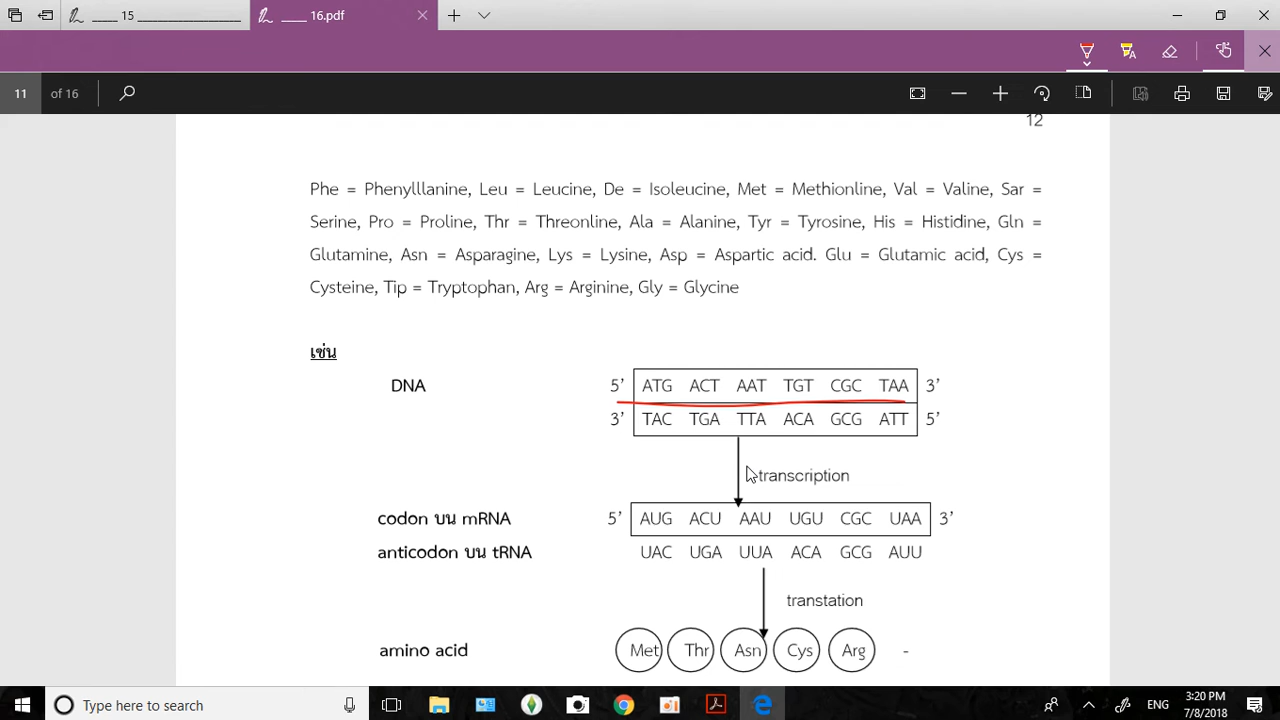 ____ 15 ___________________
____ 16.pdf
11 of 16
12
Phe = Phenylllanine, Leu = Leucine, De = Isoleucine, Met = Methionline, Val = Valine, Sar =
Serine, Pro = Proline, Thr = Threonline, Ala = Alanine, Tyr = Tyrosine, His = Histidine, Gln =
Glutamine, Asn = Asparagine, Lys = Lysine, Asp = Aspartic acid. Glu = Glutamic acid, Cys =
Cysteine, Tip = Tryptophan, Arg = Arginine, Gly = Glycine
เช่น
DNA 5’ ATG ACT AAT TGT CGC TAA 3’
3’ TAC TGA TTA ACA GCG ATT 5’
transcription
codon บน mRNA 5’ AUG ACU AAU UGU CGC UAA 3’
anticodon บน tRNA UAC UGA UUA ACA GCG AUU
transtation
amino acid Met Thr Asn Cys Arg -
Type here to search
ENG
3:20 PM
7/8/2018